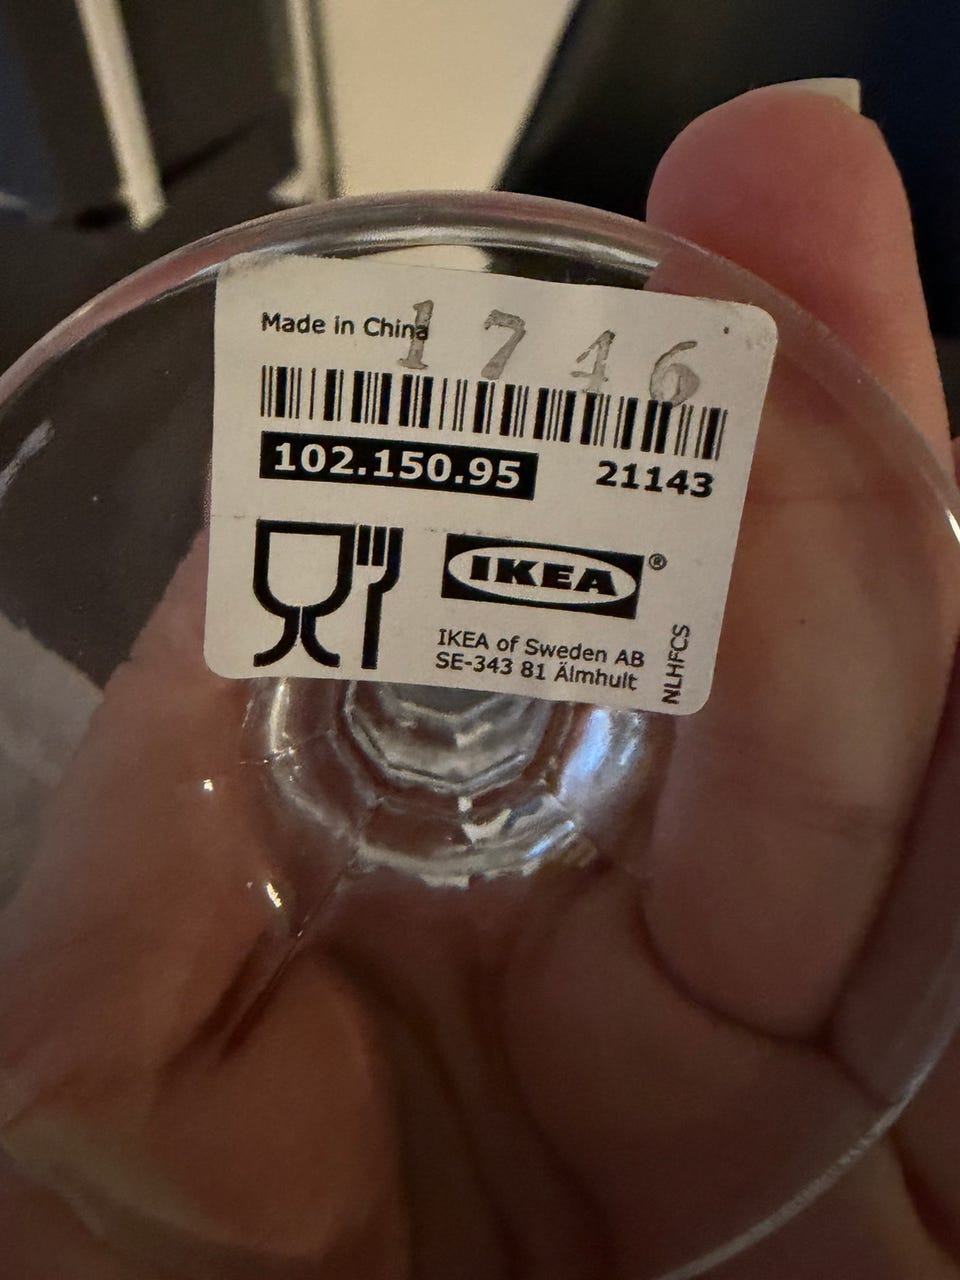 Made in China
1746
102.150.95 21143
IKEA®
IKEA of Sweden AB
SE-343 81 Älmhult
NLHFCS